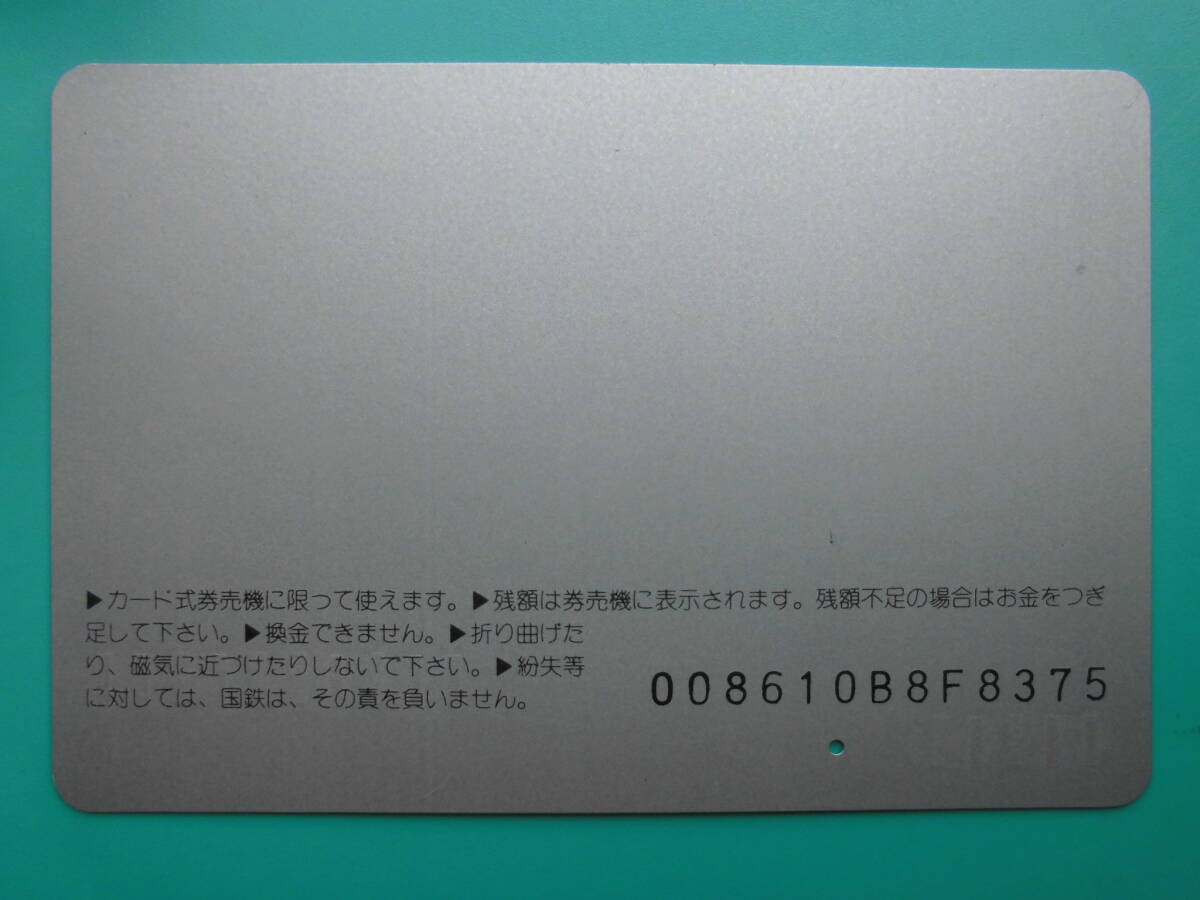 ▶カード式券売機に限って使えます。▶残額は券売機に表示されます。残額不足の場合はお金をつぎ
足して下さい。▶換金できません。▶折り曲げた
り、磁気に近づけたりしないで下さい。▶紛失等
に対しては、国鉄は、その責を負いません。
008610B8F8375